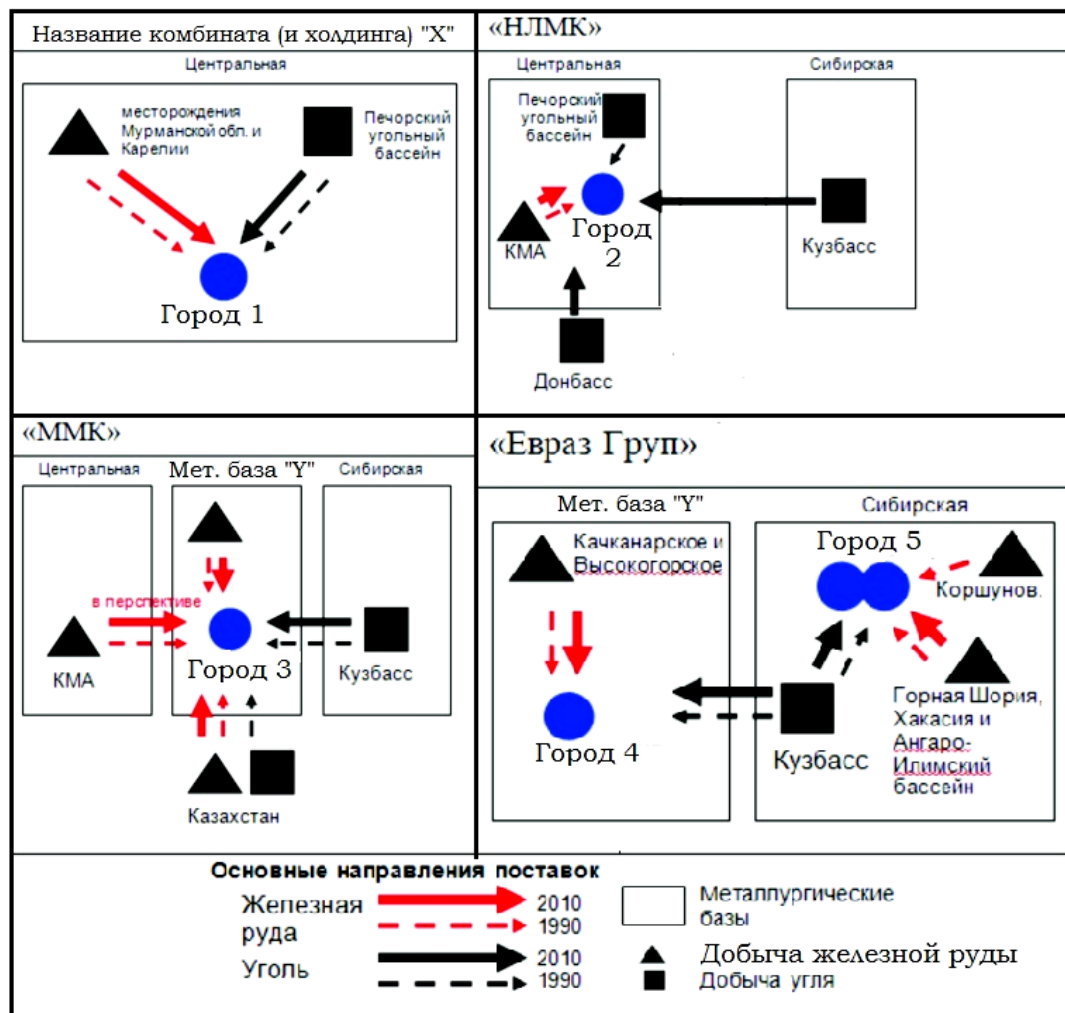 Название комбината (и холдинга) "X"
Центральная
месторождения
Мурманской обл. и
Карелии
Печорский
угольный
бассейн
Город 1
«НЛМК»
Центральная
Сибирская
Печорский
угольный
бассейн
КМА
Город
2
Кузбасс
Донбасс
«ММК»
Центральная
Мет. база "Y"
Сибирская
в перспективе
КМА
Город 3
Кузбасс
Казахстан
«Евраз Груп»
Мет. база "Y"
Сибирская
Качканарское и
Высокогорское
Город 5
Коршунов.
Город 4
Кузбасс
Горная Шория,
Хакасия и
Ангаро-
Илимский
бассейн
Основные направления поставок
Железная
руда
2010
1990
Уголь
2010
1990
Металлургические
базы
Добыча железной руды
Добыча угля